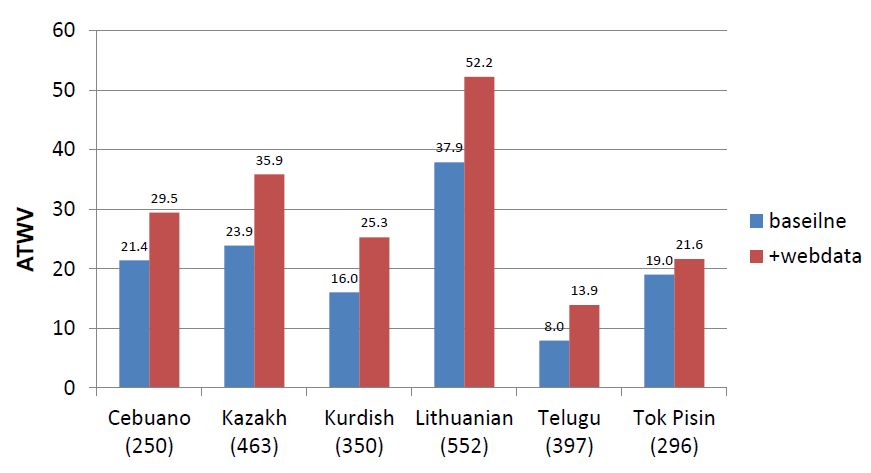 60
50
40
30
20
10
0
ATWV
21.4
29.5
23.9
35.9
16.0
25.3
37.9
52.2
8.0
13.9
19.0
21.6
Cebuano
(250)
Kazakh
(463)
Kurdish
(350)
Lithuanian
(552)
Telugu
(397)
Tok Pisin
(296)
baseilne
+webdata